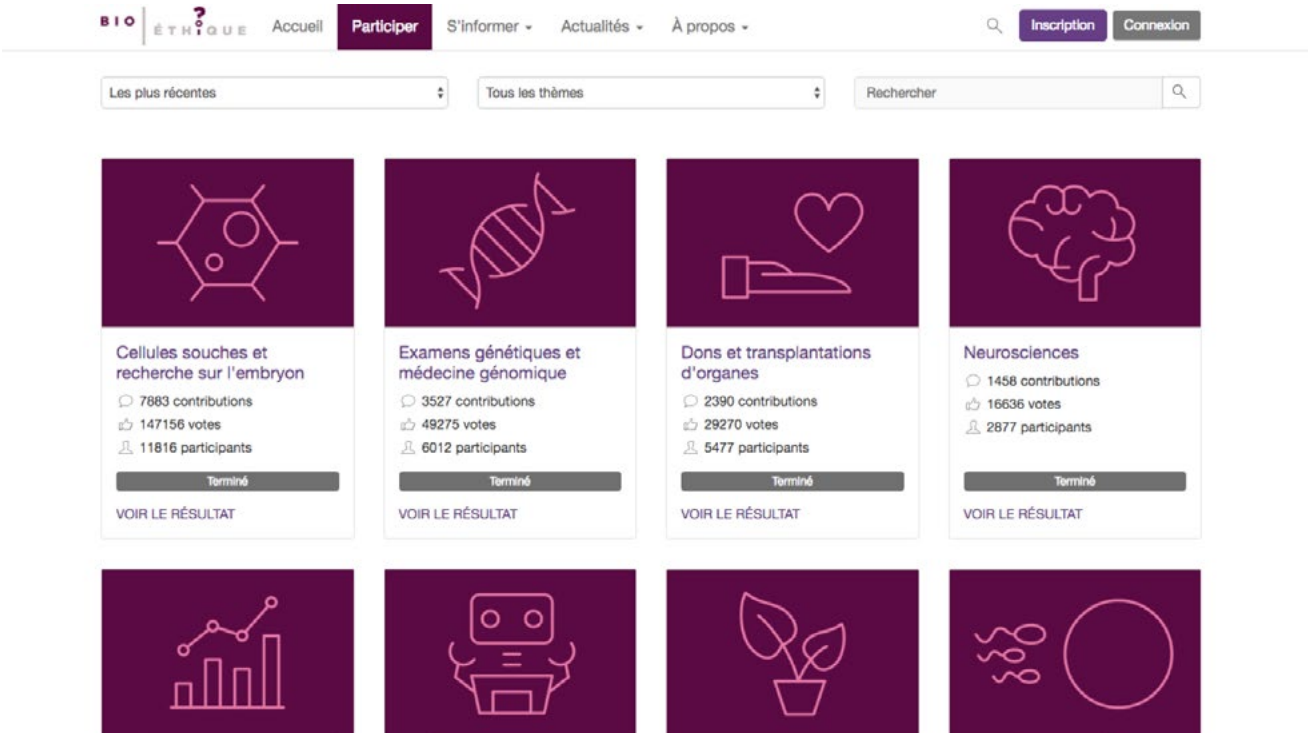 BIO ÉTH?QUE Accueil Participer S'informer À propos Actualités Inscription Connexion
Les plus récentes Tous les thèmes Rechercher
Cellules souches et
recherche sur l'embryon
7883 contributions
147156 votes
11816 participants
Terminé
VOIR LE RÉSULTAT
Examens génétiques et
médecine génomique
3527 contributions
49275 votes
6012 participants
Terminé
VOIR LE RÉSULTAT
Dons et transplantations
d'organes
2390 contributions
29270 votes
5477 participants
Terminé
VOIR LE RÉSULTAT
Neurosciences
1458 contributions
16636 votes
2877 participants
Terminé
VOIR LE RÉSULTAT